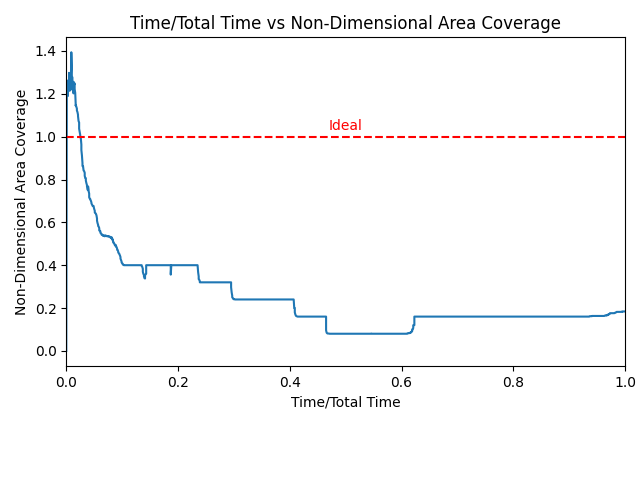 Time/Total Time vs Non-Dimensional Area Coverage
1.4
1.2
1.0
0.8
0.6
0.4
0.2
0.0
Non-Dimensional Area Coverage
Ideal
0.0 0.2 0.4 0.6 0.8 1.0
Time/Total Time